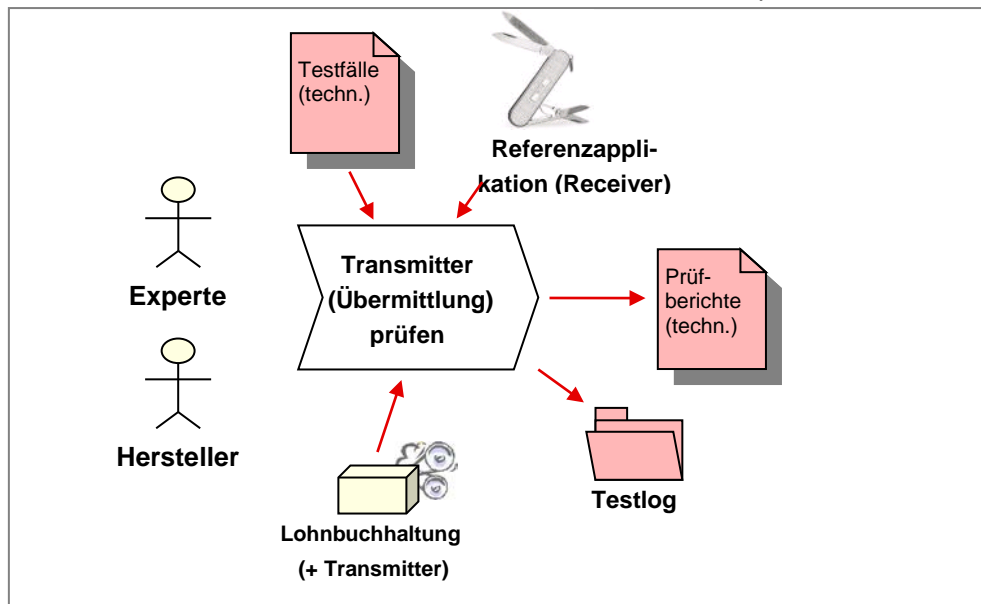 Testfälle
(techn.)
Referenzappli-
kation (Receiver)
Transmitter
(Übermittlung)
prüfen
Experte
Prüf-
berichte
(techn.)
Hersteller
Testlog
Lohnbuchhaltung
(+ Transmitter)